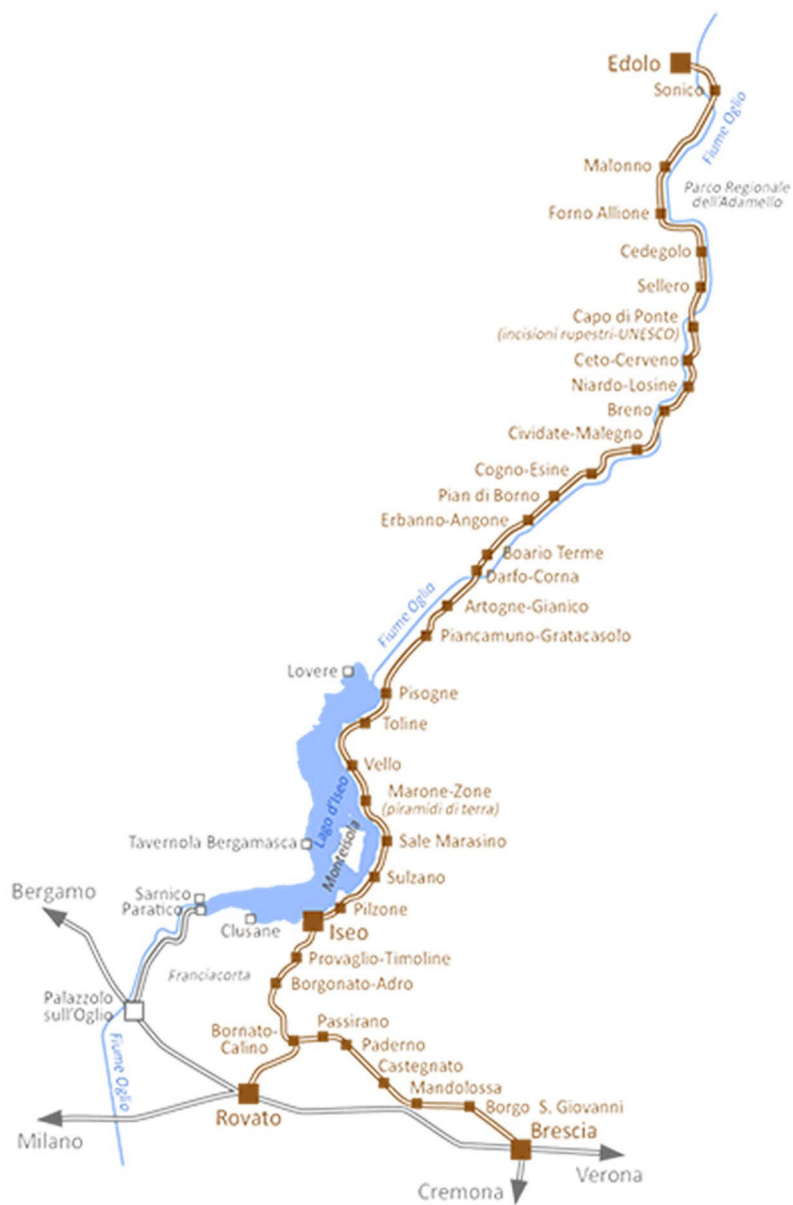 Edolo
Sonico
Fiume Oglio
Malonno
Parco Regionale
dell'Adamello
Forno Allione
Cedegolo
Sellero
Capo di Ponte
(incisioni rupestri-UNESCO)
Ceto-Cerveno
Niardo-Losine
Breno
Cividate-Malegno
Cogno-Esine
Pian di Borno
Erbanno-Angone
Boario Terme
Darfo-Corna
Fiume Oglio
Artogne-Gianico
Piancamuno-Gratacasolo
Lovere
Pisogne
Toline
Vello
Lago d'Iseo
Marone-Zone
(piramidi di terra)
Tavernola Bergamasca
Monteisola
Sale Marasino
Sulzano
Bergamo
Sarnico
Paratico
Pilzone
Clusane
Iseo
Provaglio-Timoline
Franciacorta
Borgonato-Adro
Palazzolo
sull'Oglio
Fiume Oglio
Bornato-
Calino
Passirano
Paderno
Castegnato
Mandolossa
Borgo S. Giovanni
Rovato
Milano
Brescia
Verona
Cremona